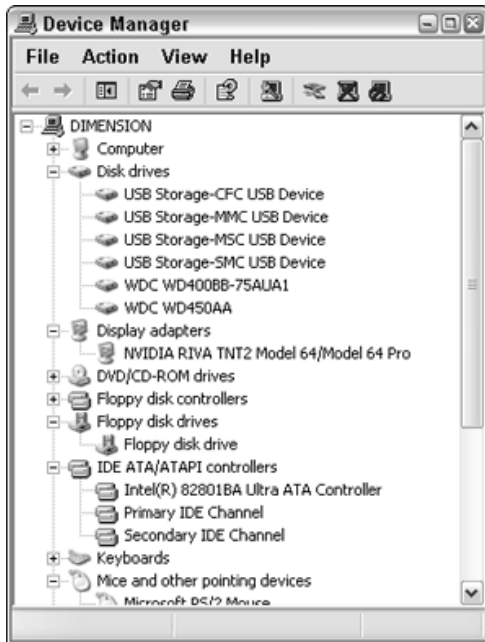 Device Manager
File Action View Help
DIMENSION
Computer
Disk drives
USB Storage-CFC USB Device
USB Storage-MMC USB Device
USB Storage-MSC USB Device
USB Storage-SMC USB Device
WDC WD400BB-75AUA1
WDC WD450AA
Display adapters
NVIDIA RIVA TNT2 Model 64/Model 64 Pro
DVD/CD-ROM drives
Floppy disk controllers
Floppy disk drives
Floppy disk drive
IDE ATA/ATAPI controllers
Intel(R) 82801BA Ultra ATA Controller
Primary IDE Channel
Secondary IDE Channel
Keyboards
Mice and other pointing devices
Microsoft PS/2 Mouse